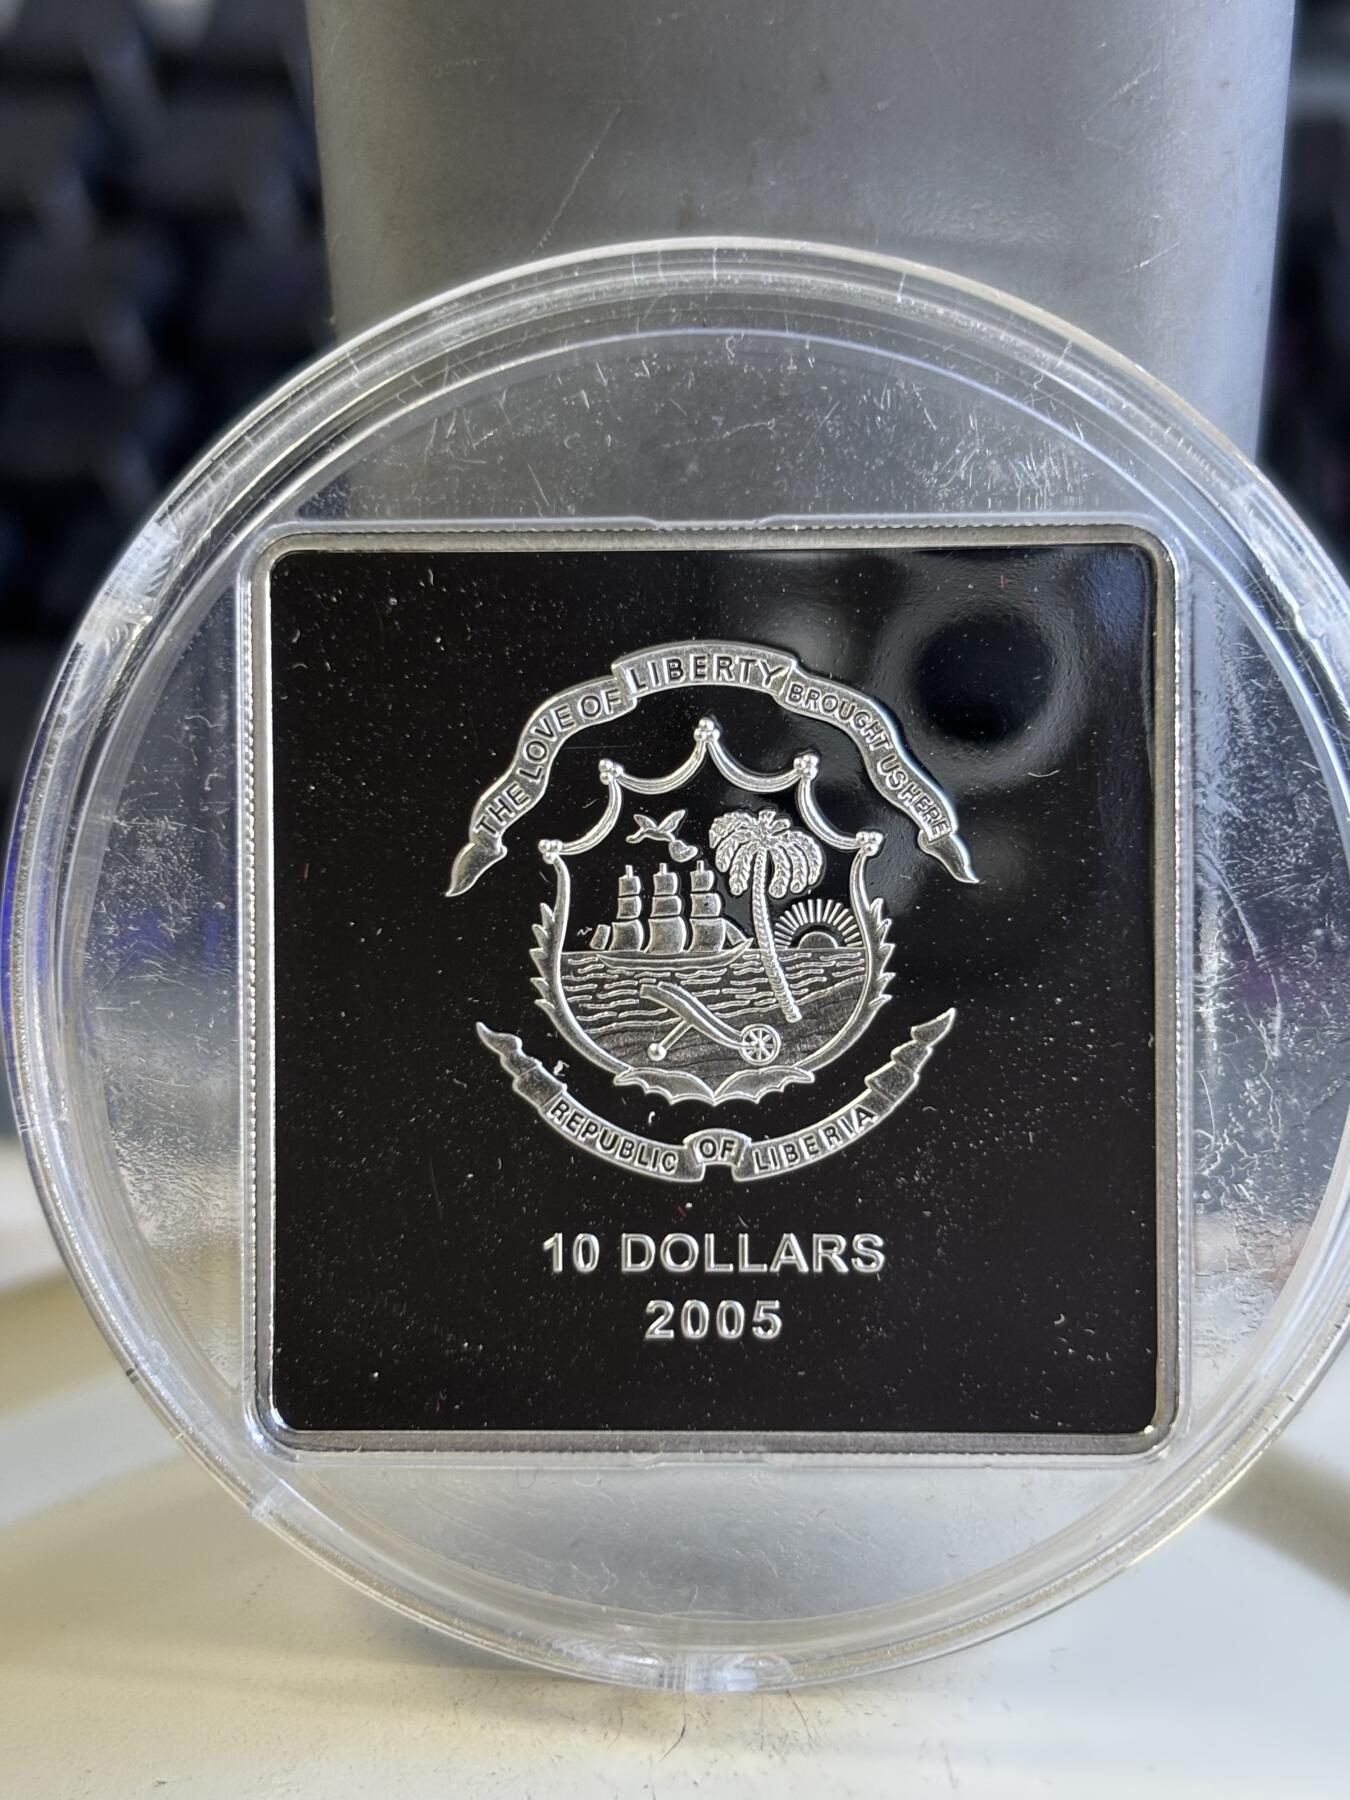 THE LOVE OF LIBERTY BROUGHT US HERE
REPUBLIC OF LIBERIA
10 DOLLARS
2005